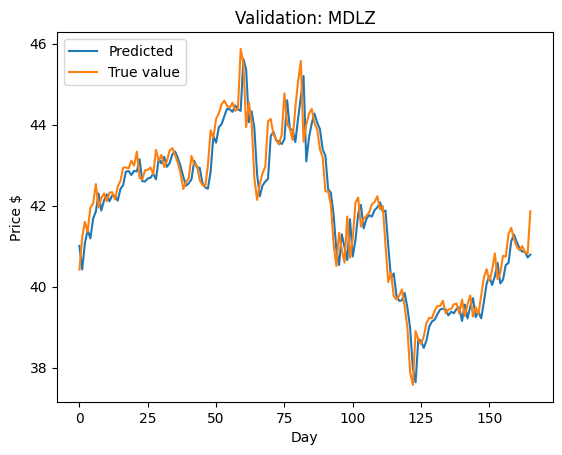 Validation: MDLZ
Predicted
True value
Price $
46
44
42
40
38
0 25 50 75 100 125 150
Day